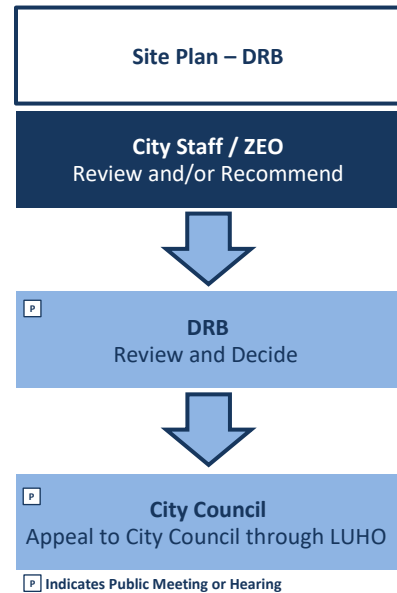 Site Plan – DRB
City Staff / ZEO
Review and/or Recommend
P
DRB
Review and Decide
P
City Council
Appeal to City Council through LUHO
P Indicates Public Meeting or Hearing